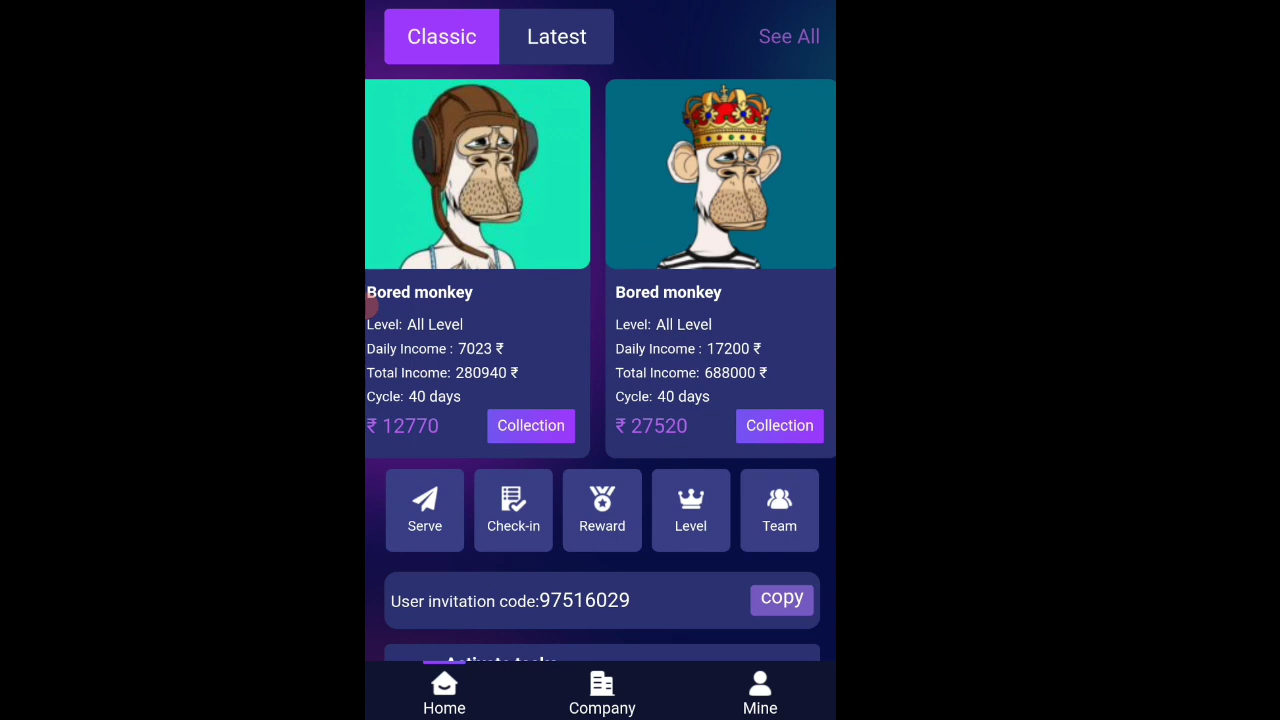 Classic Latest See All
Bored monkey
Level: All Level
Daily Income : 7023 ₹
Total Income: 280940 ₹
Cycle: 40 days
₹ 12770 Collection
Bored monkey
Level: All Level
Daily Income : 17200 ₹
Total Income: 688000 ₹
Cycle: 40 days
₹ 27520 Collection
Serve Check-in Reward Level Team
User invitation code:97516029 copy
Activate tasks
Home Company Mine